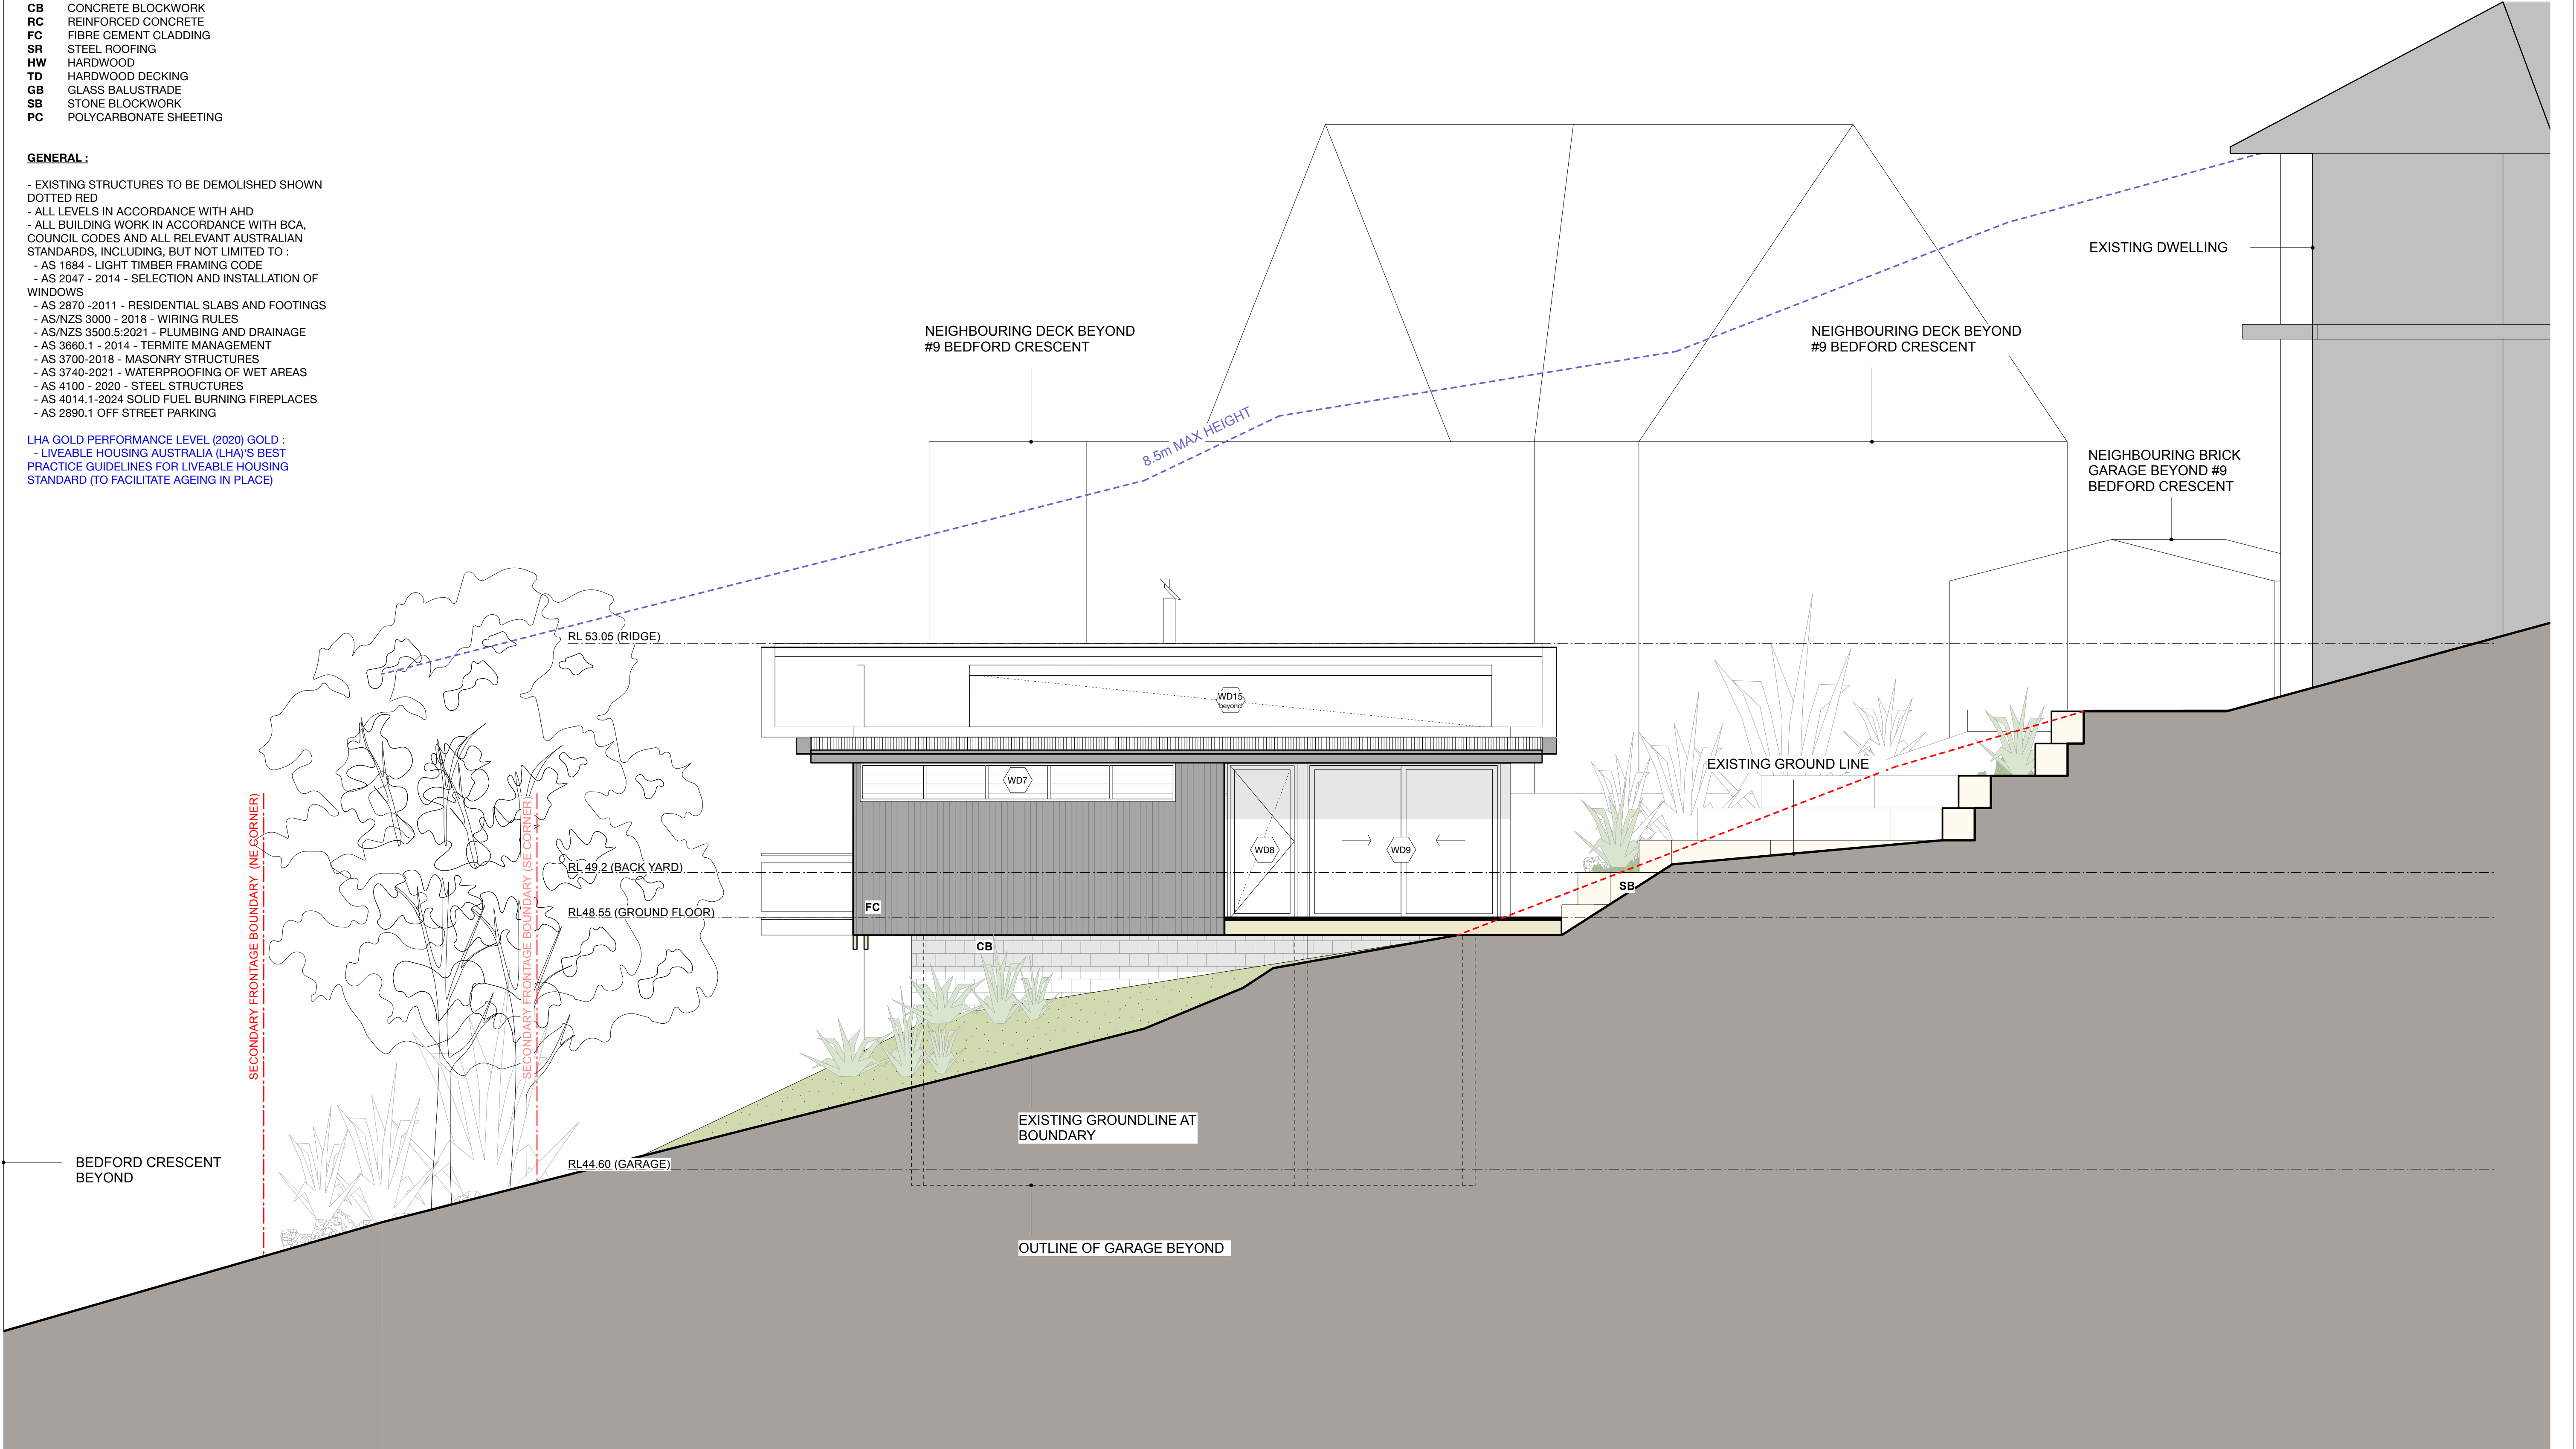 CB CONCRETE BLOCKWORK
RC REINFORCED CONCRETE
FC FIBRE CEMENT CLADDING
SR STEEL ROOFING
HW HARDWOOD
TD HARDWOOD DECKING
GB GLASS BALUSTRADE
SB STONE BLOCKWORK
PC POLYCARBONATE SHEETING
GENERAL :
- EXISTING STRUCTURES TO BE DEMOLISHED SHOWN
DOTTED RED
- ALL LEVELS IN ACCORDANCE WITH AHD
- ALL BUILDING WORK IN ACCORDANCE WITH BCA,
COUNCIL CODES AND ALL RELEVANT AUSTRALIAN
STANDARDS, INCLUDING, BUT NOT LIMITED TO :
- AS 1684 - LIGHT TIMBER FRAMING CODE
- AS 2047 - 2014 - SELECTION AND INSTALLATION OF
WINDOWS
- AS 2870 -2011 - RESIDENTIAL SLABS AND FOOTINGS
- AS/NZS 3000 - 2018 - WIRING RULES
- AS/NZS 3500.5:2021 - PLUMBING AND DRAINAGE
- AS 3660.1 - 2014 - TERMITE MANAGEMENT
- AS 3700-2018 - MASONRY STRUCTURES
- AS 3740-2021 - WATERPROOFING OF WET AREAS
- AS 4100 - 2020 - STEEL STRUCTURES
- AS 4014.1-2024 SOLID FUEL BURNING FIREPLACES
- AS 2890.1 OFF STREET PARKING
LHA GOLD PERFORMANCE LEVEL (2020) GOLD :
- LIVEABLE HOUSING AUSTRALIA (LHA)'S BEST
PRACTICE GUIDELINES FOR LIVEABLE HOUSING
STANDARD (TO FACILITATE AGEING IN PLACE)
EXISTING DWELLING
NEIGHBOURING DECK BEYOND
#9 BEDFORD CRESCENT
NEIGHBOURING DECK BEYOND
#9 BEDFORD CRESCENT
8.5m MAX HEIGHT
NEIGHBOURING BRICK
GARAGE BEYOND #9
BEDFORD CRESCENT
RL 53.05 (RIDGE)
WD15
beyond
EXISTING GROUND LINE
WD7
SECONDARY FRONTAGE BOUNDARY (NE CORNER)
SECONDARY FRONTAGE BOUNDARY (SE CORNER)
WD8
WD9
RL 49.2 (BACK YARD)
SB
FC
RL48.55 (GROUND FLOOR)
CB
EXISTING GROUNDLINE AT
BOUNDARY
BEDFORD CRESCENT
BEYOND
RL44.60 (GARAGE)
OUTLINE OF GARAGE BEYOND